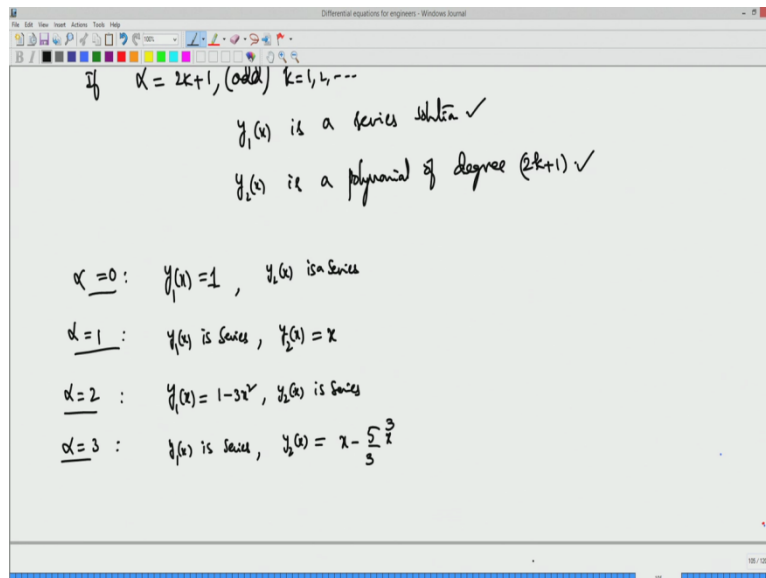 Differential equations for engineers - Windows Journal
File Edit View Insert Actions Tools Help
If α = 2k+1, (odd) k=1,2,---
y₁(x) is a series solution ✓
y₂(x) is a polynomial of degree (2k+1) ✓
α =0 : y₁(x) =1 , y₂(x) is a Series
α =1 : y₁(x) is Series , y₂(x) = x
α=2 : y₁(x) = 1-3x², y₂(x) is Series
α= 3 : y₁(x) is Series, y₂(x) = x - 5/3 x³
105 / 120